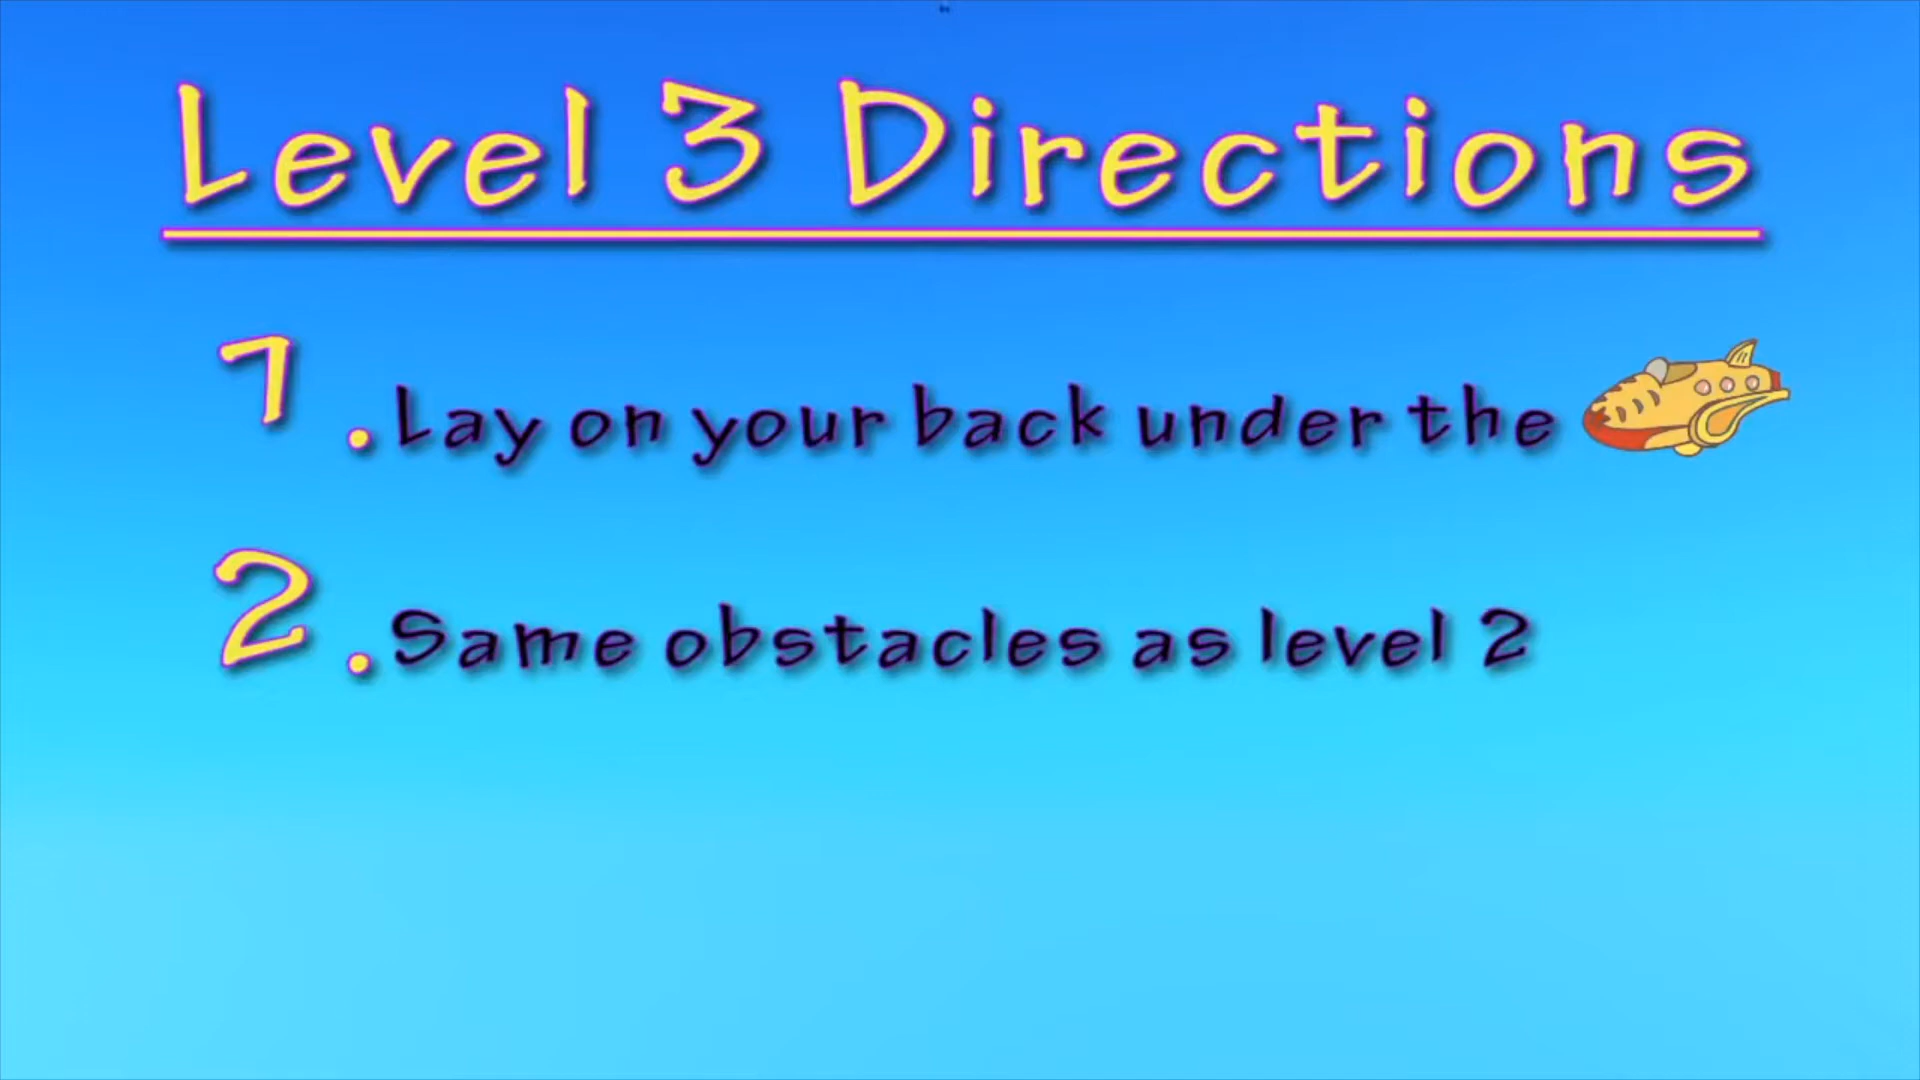 Level 3 Directions
1. Lay on your back under the
2. Same obstacles as level 2